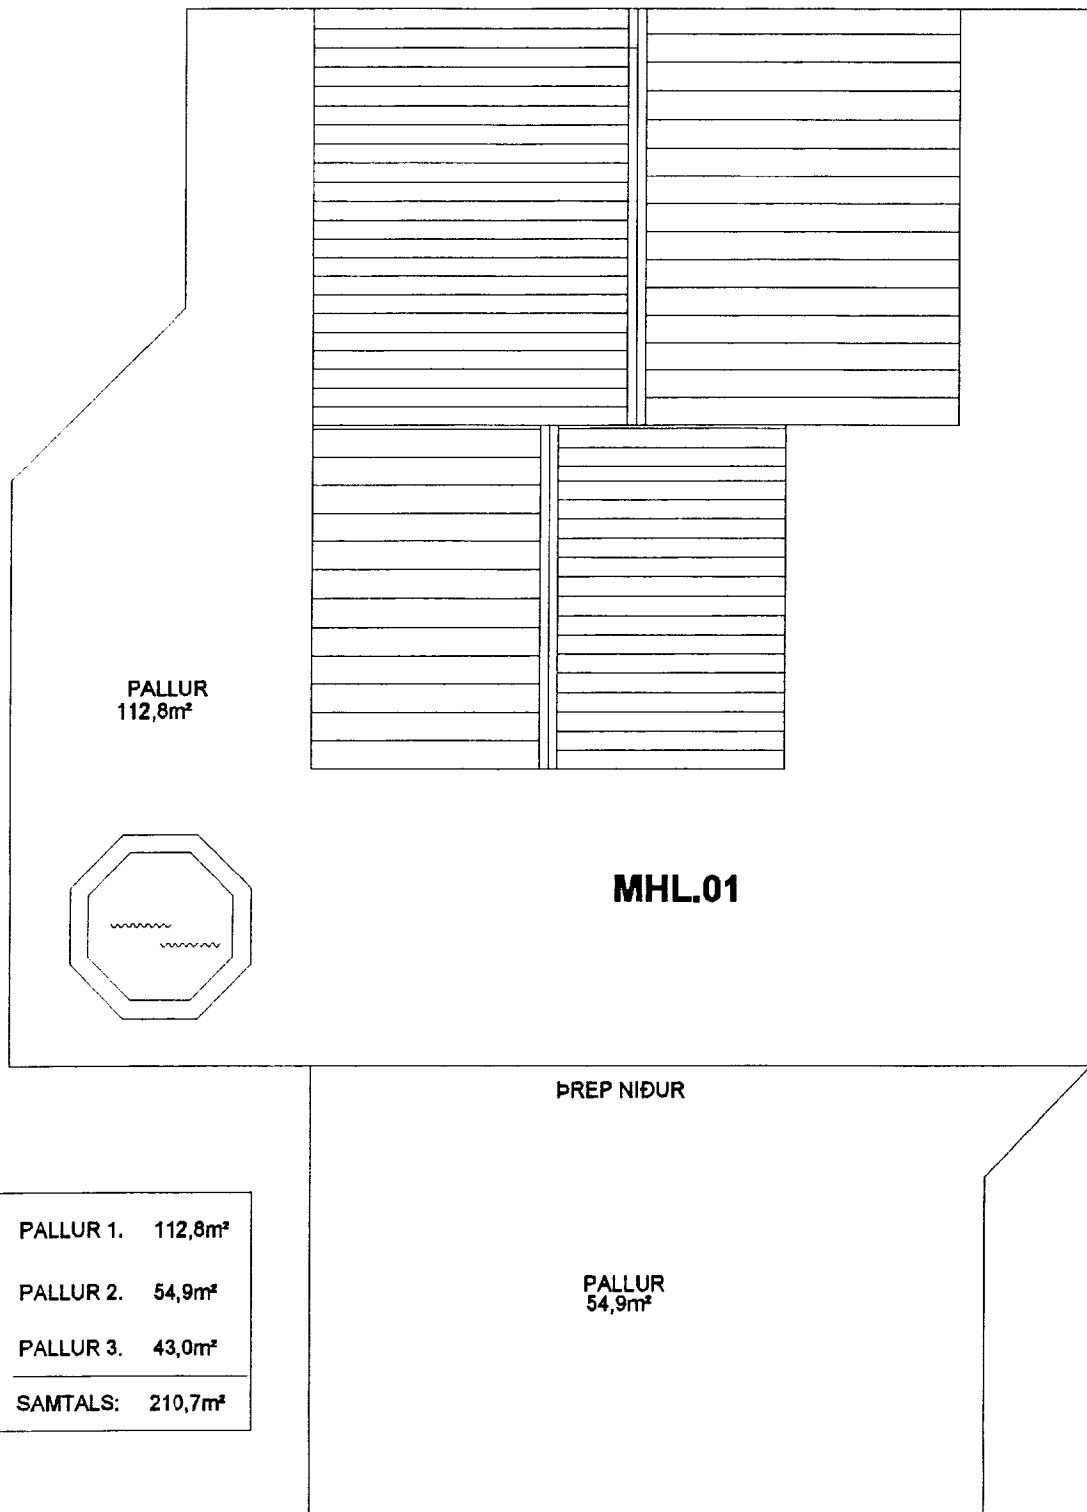 PALLUR
112,8m²
MHL.01
ÞREP NIÐUR
PALLUR 1. 112,8m²
PALLUR 2. 54,9m²
PALLUR 3. 43,0m²
SAMTALS: 210,7m²
PALLUR
54,9m²